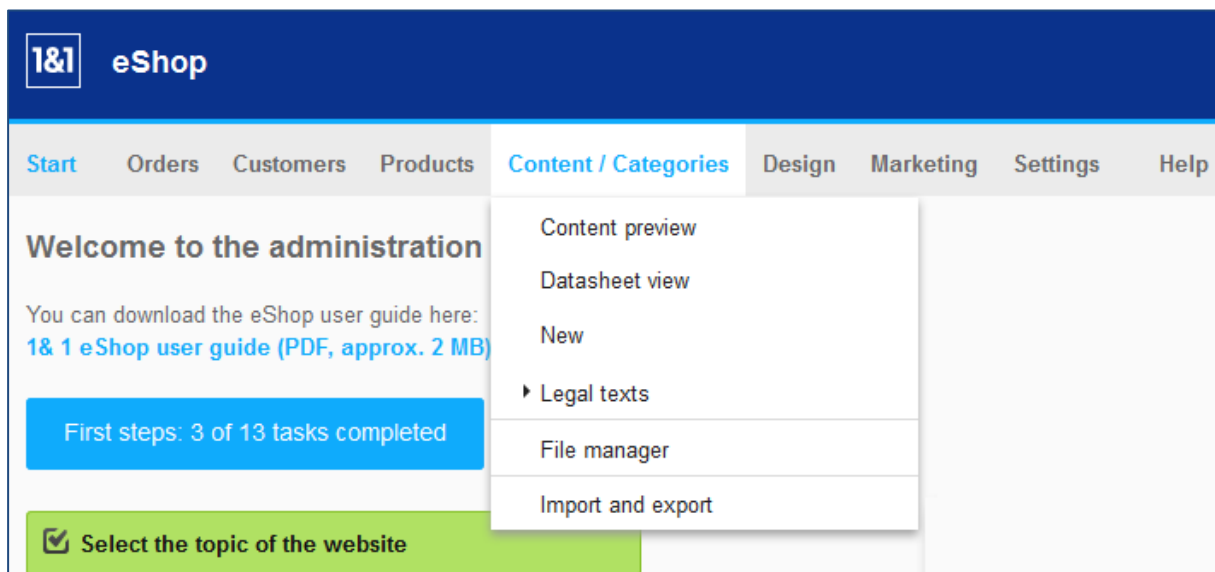 1&1 eShop
Start Orders Customers Products Content / Categories Design Marketing Settings Help
Welcome to the administration
You can download the eShop user guide here:
1& 1 eShop user guide (PDF, approx. 2 MB)
First steps: 3 of 13 tasks completed
Select the topic of the website
Content preview
Datasheet view
New
Legal texts
File manager
Import and export